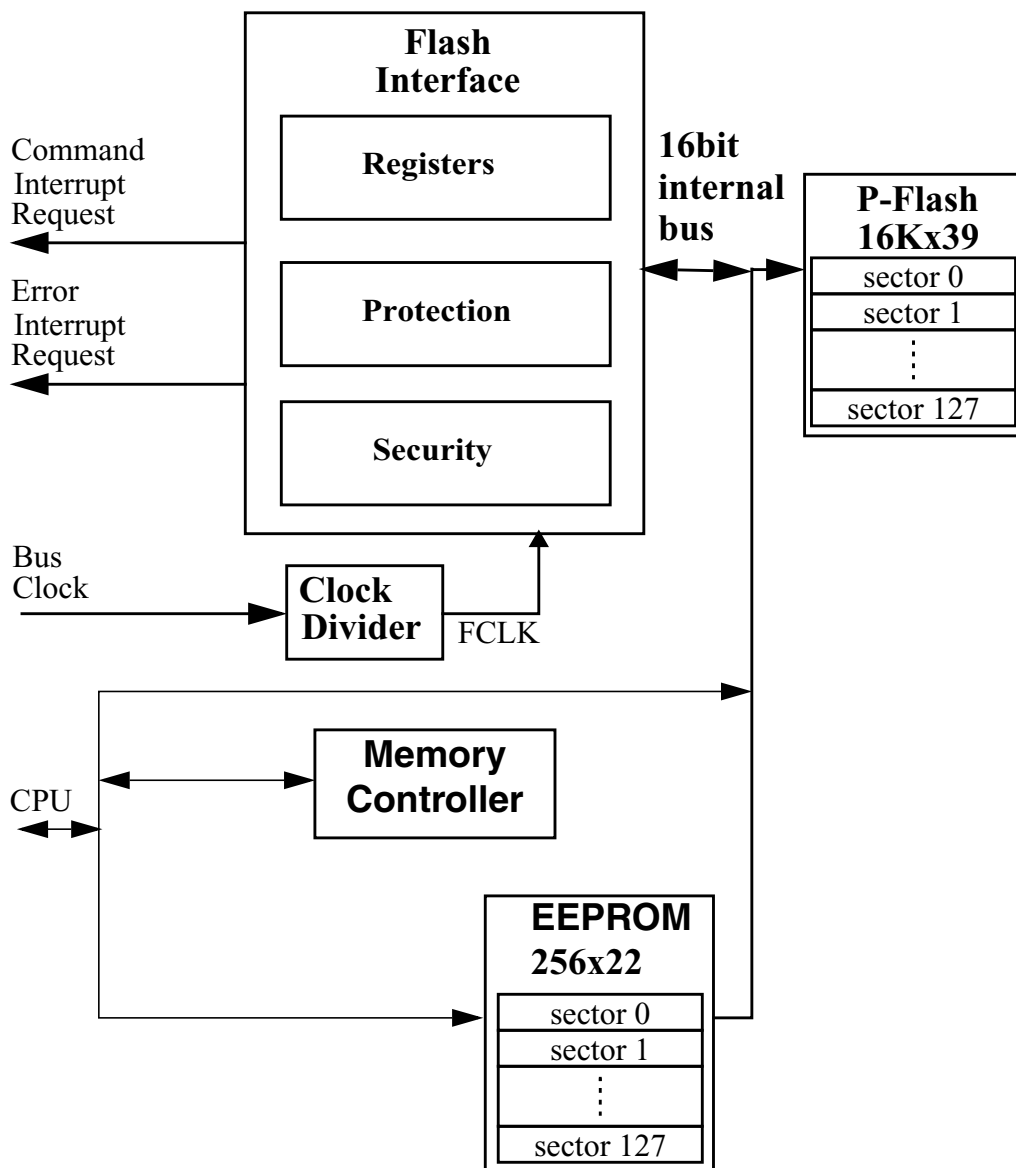 Flash
Interface
Registers
Protection
Security
Command
Interrupt
Request
Error
Interrupt
Request
16bit
internal
bus
P-Flash
16Kx39
sector 0
sector 1
sector 127
Bus
Clock
Clock
Divider
FCLK
Memory
Controller
CPU
EEPROM
256x22
sector 0
sector 1
sector 127